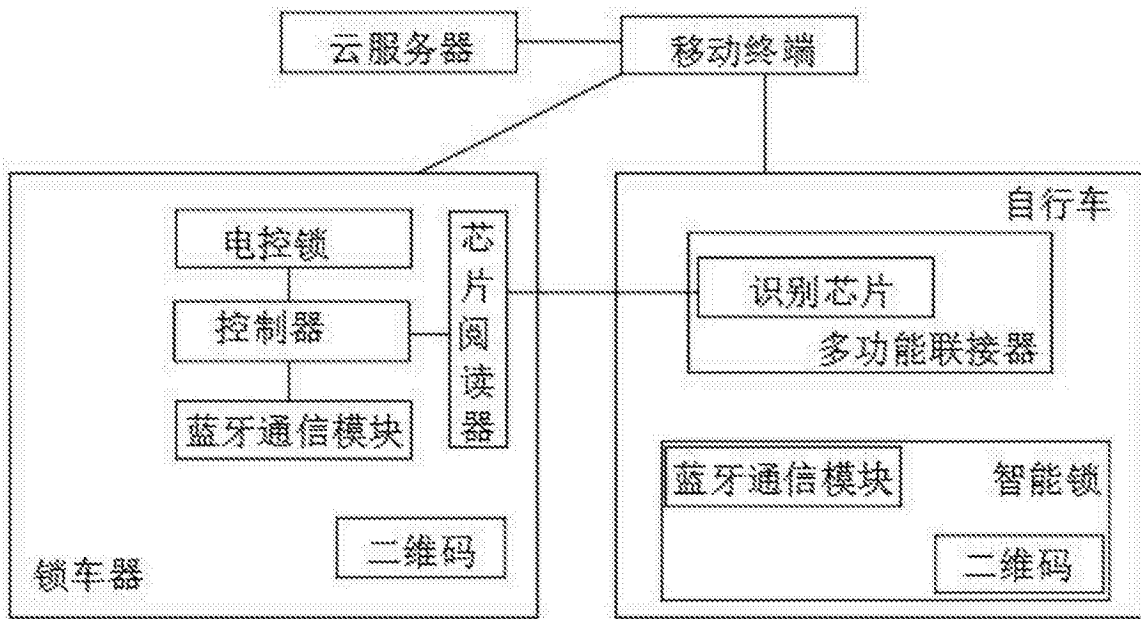 云服务器
移动终端
电控锁
控制器
蓝牙通信模块
芯片阅读器
二维码
锁车器
自行车
识别芯片
多功能联接器
蓝牙通信模块
智能锁
二维码